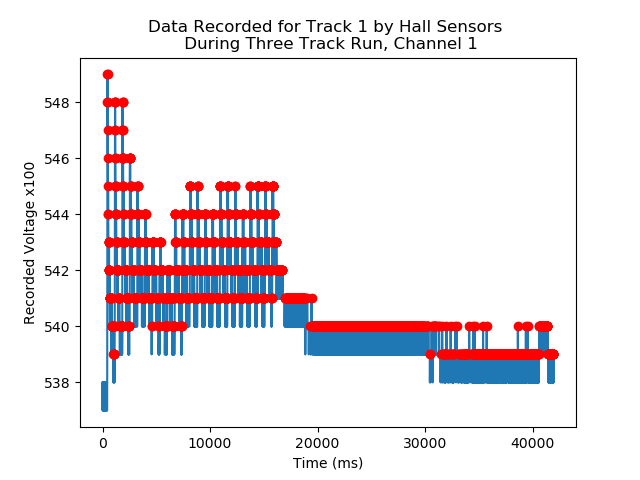 Data Recorded for Track 1 by Hall Sensors
During Three Track Run, Channel 1
548
546
544
542
540
538
Recorded Voltage x100
0 10000 20000 30000 40000
Time (ms)